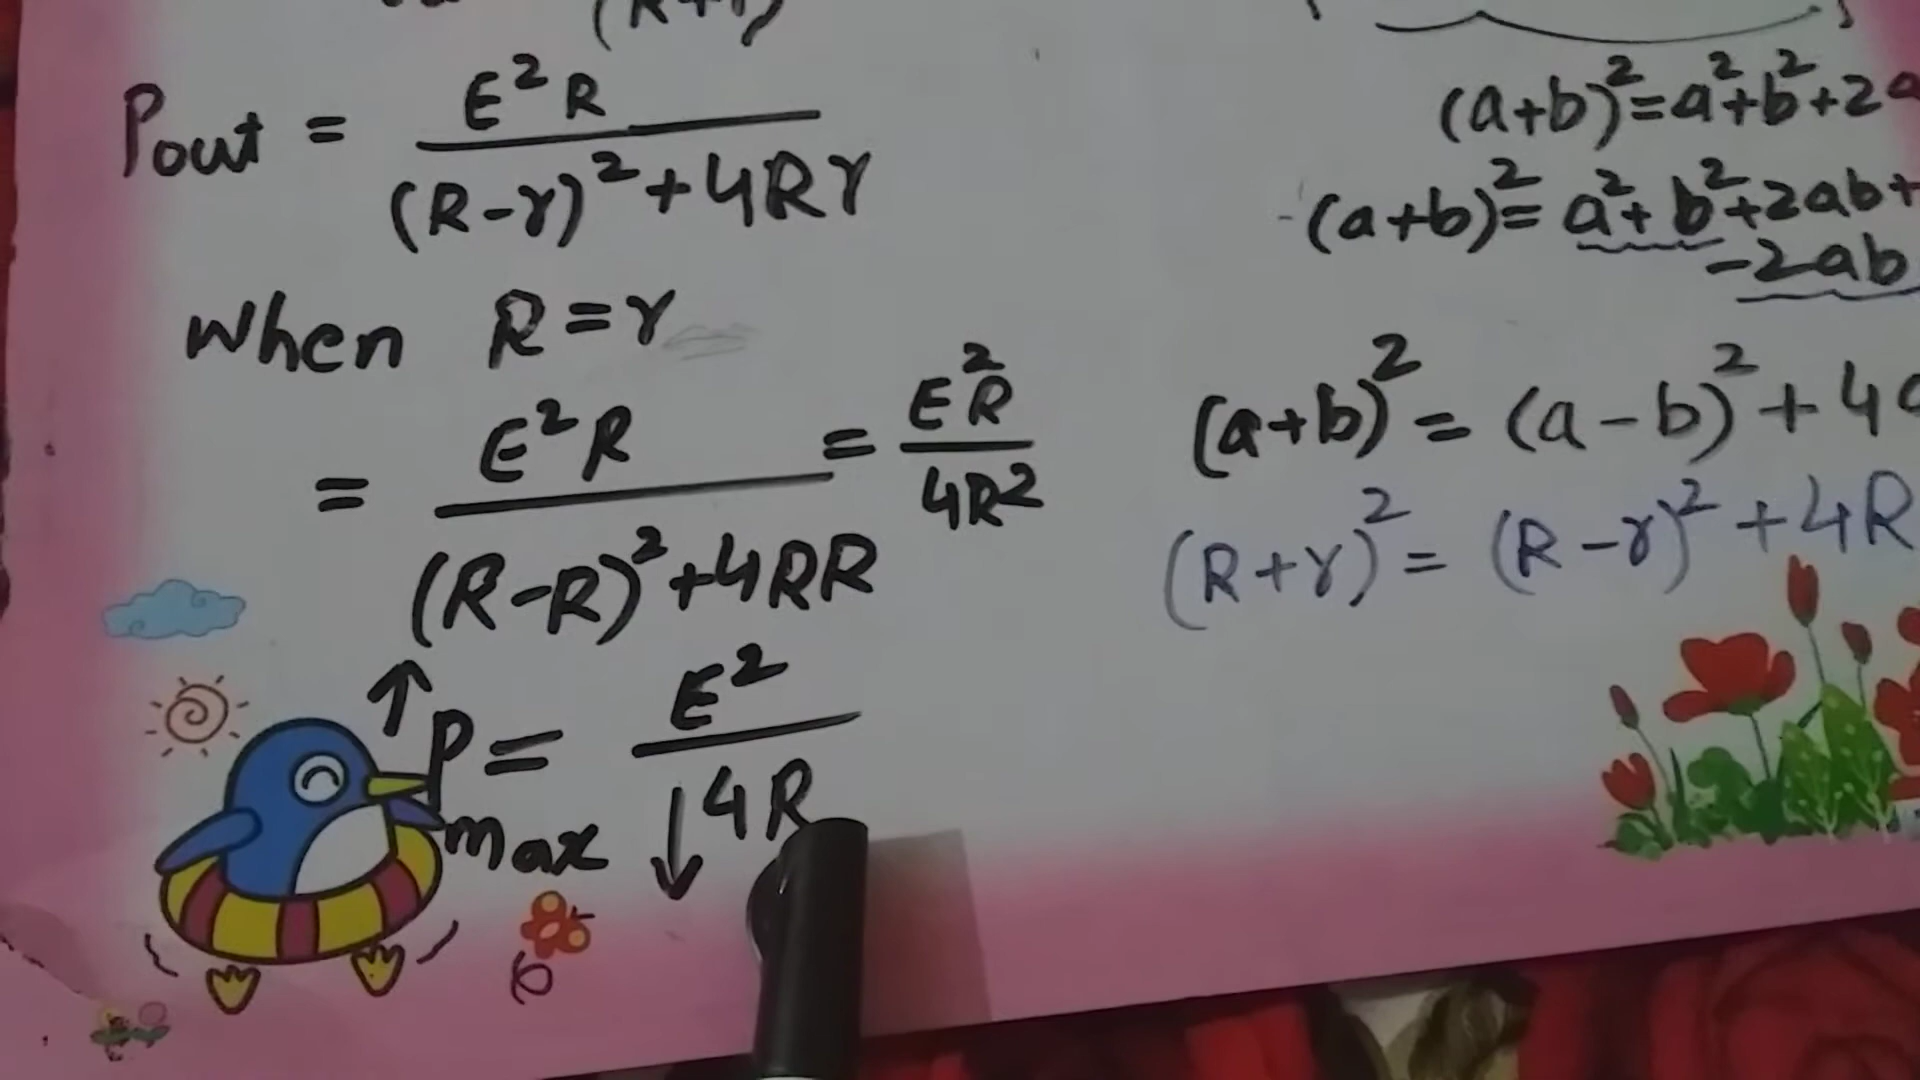 (R+r)
Pout = E²R / (R-r)²+4Rr
When R=r
= E²R / (R-R)²+4RR = E²R / 4R²
↑ Pmax = E² / ↓4R
(a+b)²=a²+b²+2a
(a+b)²= a²+b²+2ab+
-2ab
(a+b)² = (a-b)²+4
(R+r)² = (R-r)²+4R